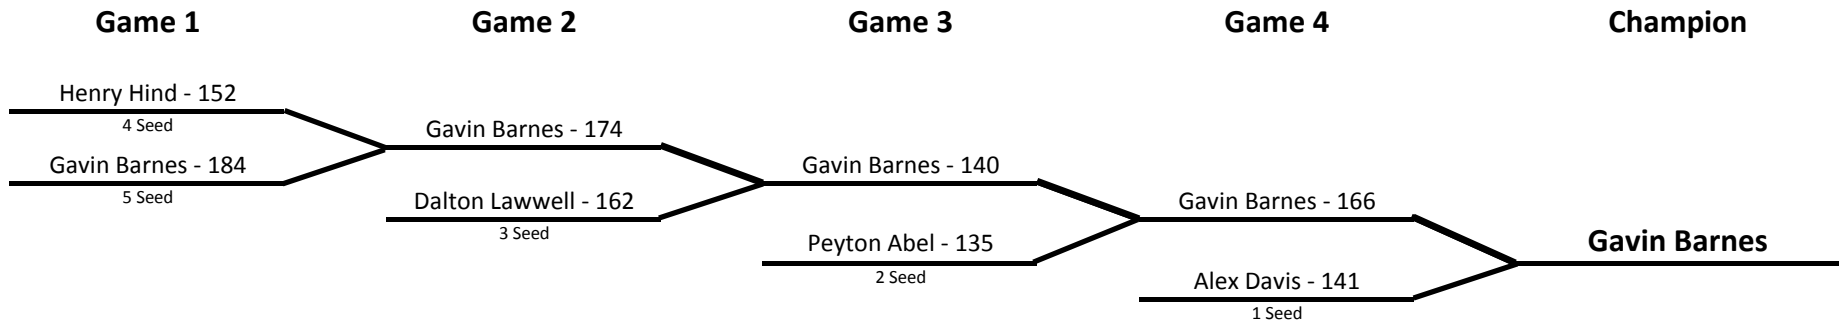 Game 1
Game 2
Game 3
Game 4
Champion
Henry Hind - 152
4 Seed
Gavin Barnes - 184
5 Seed
Gavin Barnes - 174
Dalton Lawwell - 162
3 Seed
Gavin Barnes - 140
Peyton Abel - 135
2 Seed
Gavin Barnes - 166
Alex Davis - 141
1 Seed
Gavin Barnes